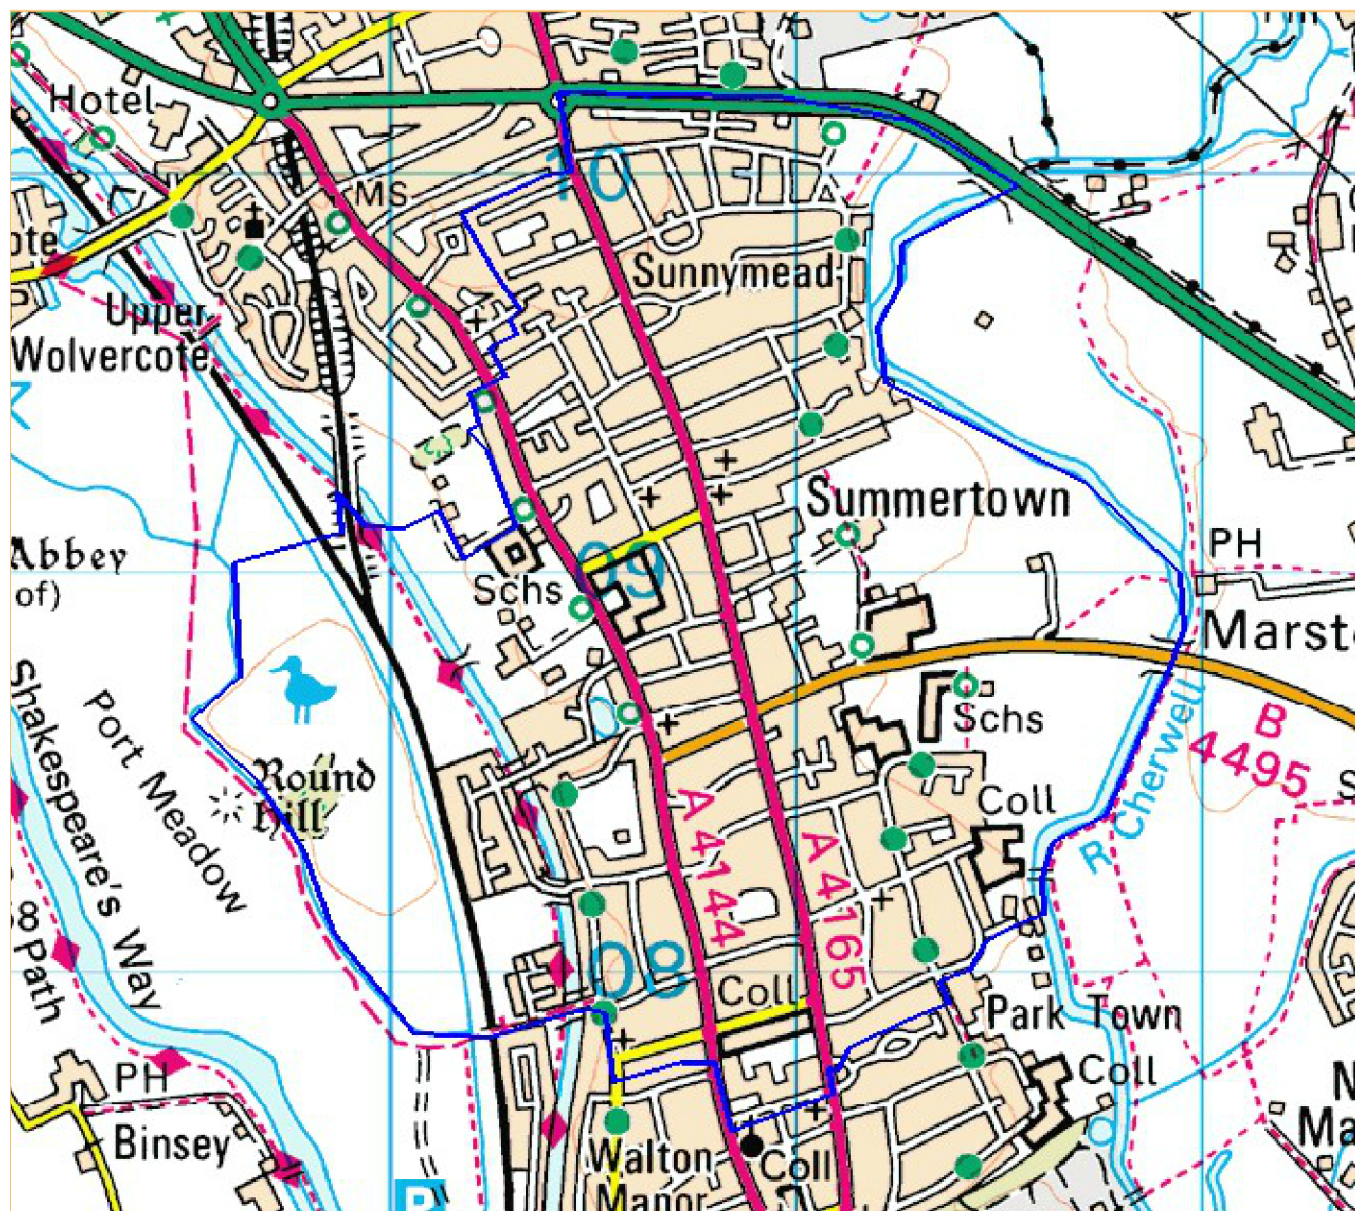 Hotel
MS
10
Sunnymead
Upper
Wolvercote
Summertown
Abbey
of)
PH
09
Schs
Marst
Shakespeare's Way
Port Meadow
Round
Hill
Schs
B
4495
R Cherwell
Coll
A 4144
A 4165
Path
08
Coll
Park Town
Coll
PH
Binsey
Walton
Manor
Coll
P